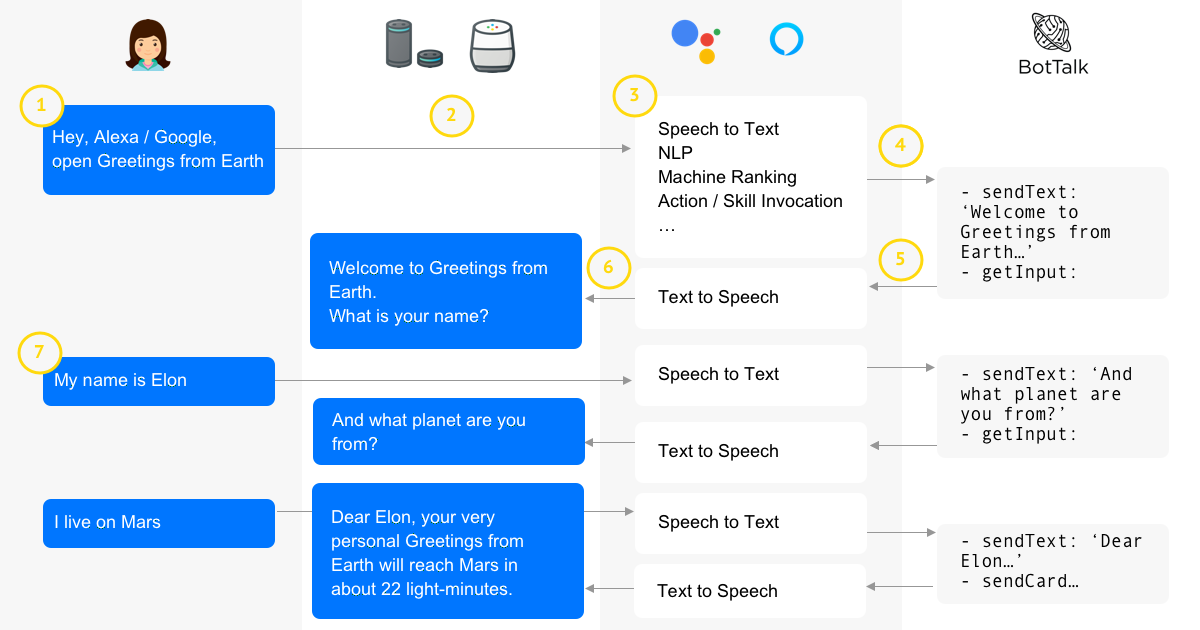 BotTalk
1
Hey, Alexa / Google,
open Greetings from Earth
2
3
Speech to Text
NLP
Machine Ranking
Action / Skill Invocation
…
4
- sendText:
‘Welcome to
Greetings from
Earth…’
- getInput:
5
Text to Speech
6
Welcome to Greetings from
Earth.
What is your name?
7
My name is Elon
Speech to Text
- sendText: ‘And
what planet are
you from?’
- getInput:
Text to Speech
And what planet are you
from?
I live on Mars
Speech to Text
- sendText: ‘Dear
Elon…’
- sendCard…
Text to Speech
Dear Elon, your very
personal Greetings from
Earth will reach Mars in
about 22 light-minutes.